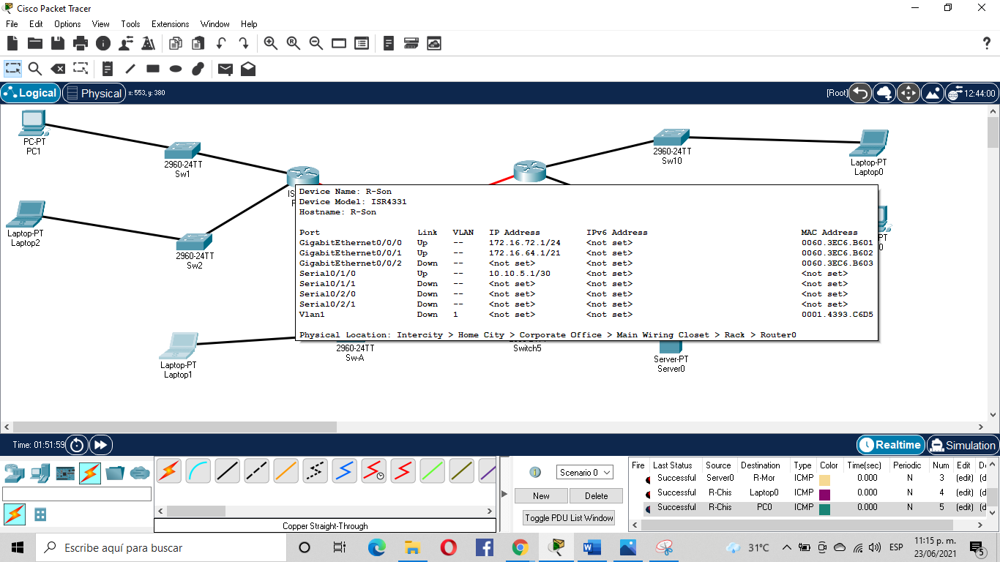 Cisco Packet Tracer
File Edit Options View Tools Extensions Window Help
Logical Physical x: 553, y: 380 [Root] 12:44:00
PC-PT
PC1
2960-24TT
Sw1
2960-24TT
Sw10
Laptop-PT
Laptop0
Laptop-PT
Laptop2
2960-24TT
Sw2
Device Name: R-Son
Device Model: ISR4331
Hostname: R-Son
Port Link VLAN IP Address IPv6 Address MAC Address
GigabitEthernet0/0/0 Up -- 172.16.72.1/24 <not set> 0060.3EC6.B601
GigabitEthernet0/0/1 Up -- 172.16.64.1/21 <not set> 0060.3EC6.B602
GigabitEthernet0/0/2 Down -- <not set> <not set> 0060.3EC6.B603
Serial0/1/0 Up -- 10.10.5.1/30 <not set> <not set>
Serial0/1/1 Down -- <not set> <not set> <not set>
Serial0/2/0 Down -- <not set> <not set> <not set>
Serial0/2/1 Down -- <not set> <not set> <not set>
Vlan1 Down 1 <not set> <not set> 0001.4393.C6D5
Physical Location: Intercity > Home City > Corporate Office > Main Wiring Closet > Rack > Router0
Laptop-PT
Laptop1
2960-24TT
Sw-A
Switch5
Server-PT
Server0
Time: 01:51:59 Realtime Simulation
Copper Straight-Through
Scenario 0
New Delete
Toggle PDU List Window
Fire Last Status Source Destination Type Color Time(sec) Periodic Num Edit
Successful Server0 R-Mor ICMP 0.000 N 3 (edit)
Successful R-Chis Laptop0 ICMP 0.000 N 4 (edit)
Successful R-Chis PC0 ICMP 0.000 N 5 (edit)
Escribe aquí para buscar
31°C ESP 11:15 p. m.
23/06/2021
5